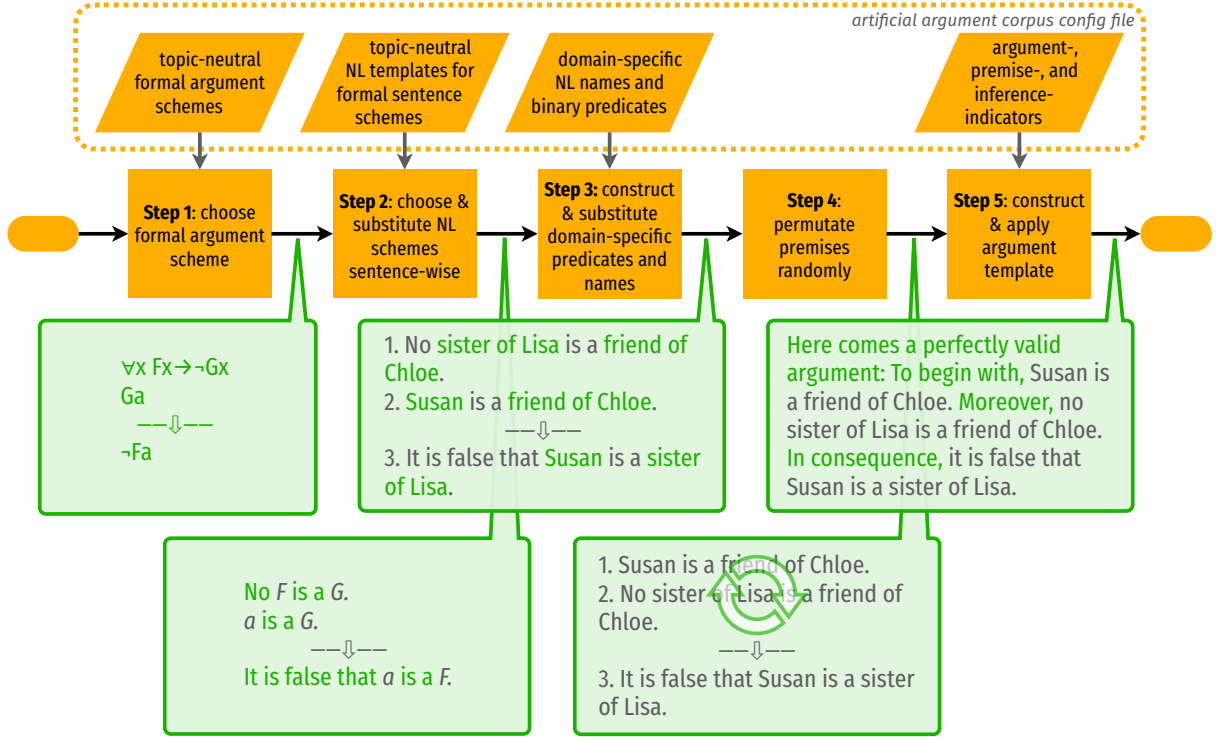 artificial argument corpus config file
topic-neutral
formal argument
schemes
topic-neutral
NL templates for
formal sentence
schemes
domain-specific
NL names and
binary predicates
argument-,
premise-, and
inference-
indicators
Step 1: choose
formal argument
scheme
Step 2: choose &
substitute NL
schemes
sentence-wise
Step 3: construct
& substitute
domain-specific
predicates and
names
Step 4:
permutate
premises
randomly
Step 5: construct
& apply
argument
template
∀x Fx→¬Gx
Ga
——⇩——
¬Fa
1. No sister of Lisa is a friend of
Chloe.
2. Susan is a friend of Chloe.
——⇩——
3. It is false that Susan is a sister
of Lisa.
Here comes a perfectly valid
argument: To begin with, Susan is
a friend of Chloe. Moreover, no
sister of Lisa is a friend of Chloe.
In consequence, it is false that
Susan is a sister of Lisa.
No F is a G.
a is a G.
——⇩——
It is false that a is a F.
1. Susan is a friend of Chloe.
2. No sister of Lisa is a friend of
Chloe.
——⇩——
3. It is false that Susan is a sister
of Lisa.